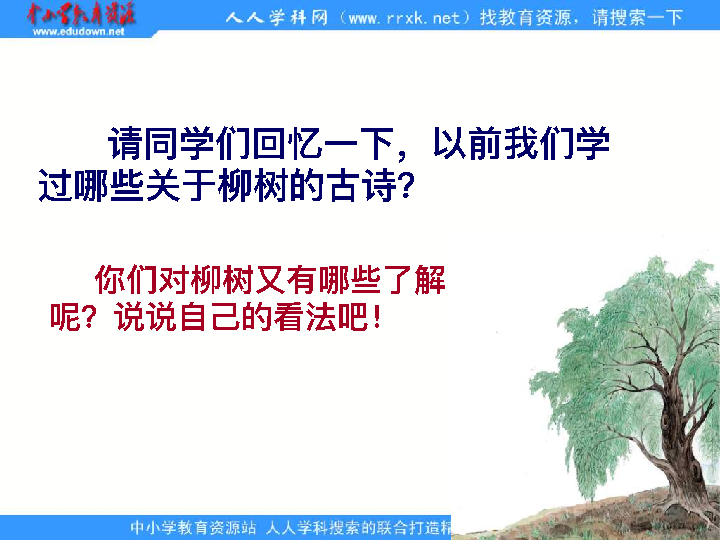 中小学教育资源
www.edudown.net
人人学科网（www.rrxk.net）找教育资源，请搜索一下
请同学们回忆一下，以前我们学
过哪些关于柳树的古诗？
你们对柳树又有哪些了解
呢？说说自己的看法吧！
中小学教育资源站 人人学科搜索的联合打造精